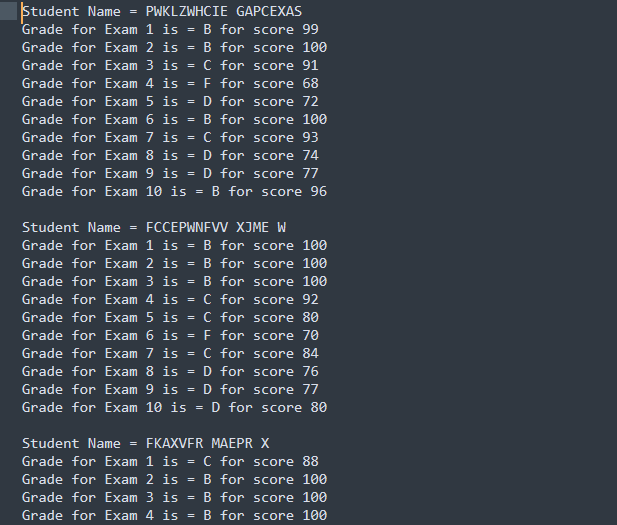 Student Name = PWKLZWHCIE GAPCEXAS
Grade for Exam 1 is = B for score 99
Grade for Exam 2 is = B for score 100
Grade for Exam 3 is = C for score 91
Grade for Exam 4 is = F for score 68
Grade for Exam 5 is = D for score 72
Grade for Exam 6 is = B for score 100
Grade for Exam 7 is = C for score 93
Grade for Exam 8 is = D for score 74
Grade for Exam 9 is = D for score 77
Grade for Exam 10 is = B for score 96

Student Name = FCCEPWNFVV XJME W
Grade for Exam 1 is = B for score 100
Grade for Exam 2 is = B for score 100
Grade for Exam 3 is = B for score 100
Grade for Exam 4 is = C for score 92
Grade for Exam 5 is = C for score 80
Grade for Exam 6 is = F for score 70
Grade for Exam 7 is = C for score 84
Grade for Exam 8 is = D for score 76
Grade for Exam 9 is = D for score 77
Grade for Exam 10 is = D for score 80

Student Name = FKAXVFR MAEPR X
Grade for Exam 1 is = C for score 88
Grade for Exam 2 is = B for score 100
Grade for Exam 3 is = B for score 100
Grade for Exam 4 is = B for score 100